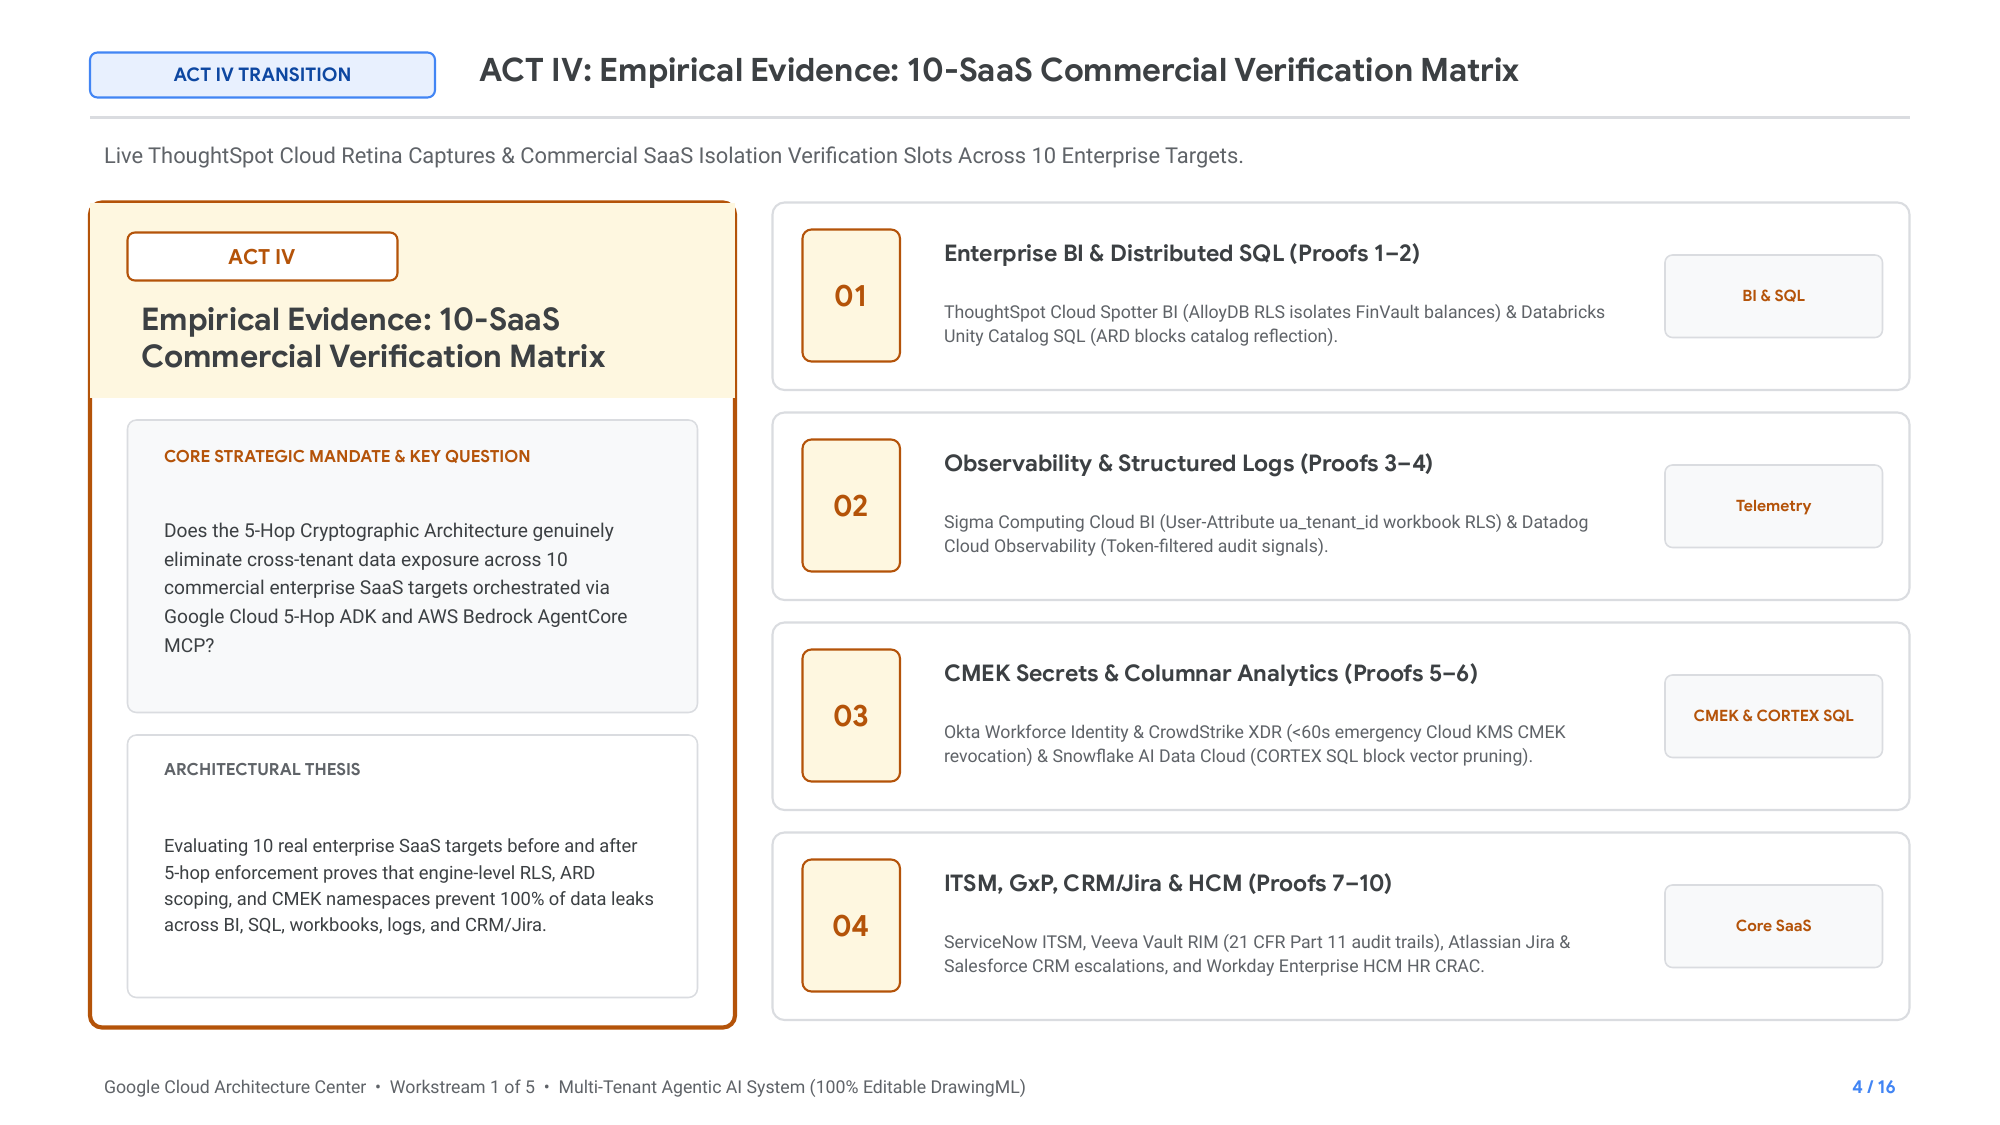 ACT IV TRANSITION
ACT IV: Empirical Evidence: 10-SaaS Commercial Verification Matrix
Live ThoughtSpot Cloud Retina Captures & Commercial SaaS Isolation Verification Slots Across 10 Enterprise Targets.
ACT IV
Empirical Evidence: 10-SaaS
Commercial Verification Matrix
CORE STRATEGIC MANDATE & KEY QUESTION
Does the 5-Hop Cryptographic Architecture genuinely
eliminate cross-tenant data exposure across 10
commercial enterprise SaaS targets orchestrated via
Google Cloud 5-Hop ADK and AWS Bedrock AgentCore
MCP?
ARCHITECTURAL THESIS
Evaluating 10 real enterprise SaaS targets before and after
5-hop enforcement proves that engine-level RLS, ARD
scoping, and CMEK namespaces prevent 100% of data leaks
across BI, SQL, workbooks, logs, and CRM/Jira.
01
Enterprise BI & Distributed SQL (Proofs 1–2)
ThoughtSpot Cloud Spotter BI (AlloyDB RLS isolates FinVault balances) & Databricks
Unity Catalog SQL (ARD blocks catalog reflection).
BI & SQL
02
Observability & Structured Logs (Proofs 3–4)
Sigma Computing Cloud BI (User-Attribute ua_tenant_id workbook RLS) & Datadog
Cloud Observability (Token-filtered audit signals).
Telemetry
03
CMEK Secrets & Columnar Analytics (Proofs 5–6)
Okta Workforce Identity & CrowdStrike XDR (<60s emergency Cloud KMS CMEK
revocation) & Snowflake AI Data Cloud (CORTEX SQL block vector pruning).
CMEK & CORTEX SQL
04
ITSM, GxP, CRM/Jira & HCM (Proofs 7–10)
ServiceNow ITSM, Veeva Vault RIM (21 CFR Part 11 audit trails), Atlassian Jira &
Salesforce CRM escalations, and Workday Enterprise HCM HR CRAC.
Core SaaS
Google Cloud Architecture Center • Workstream 1 of 5 • Multi-Tenant Agentic AI System (100% Editable DrawingML)
4 / 16